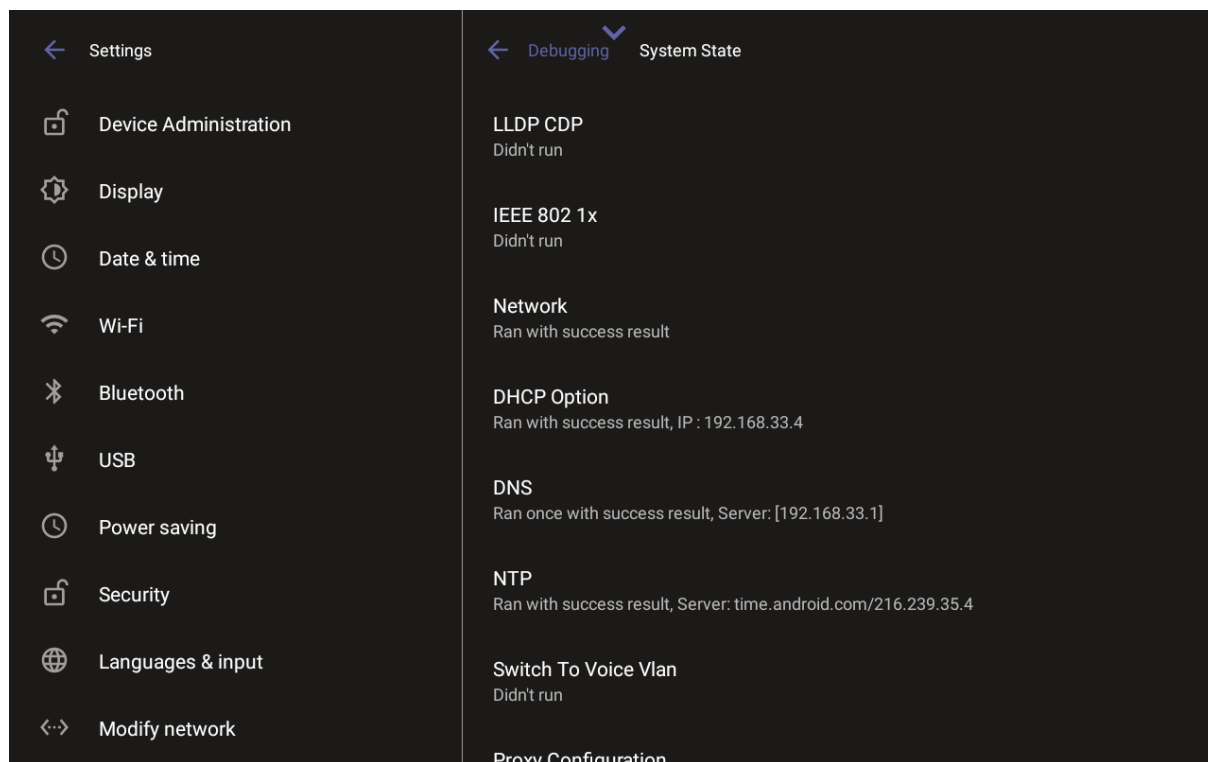 Settings
Device Administration
Display
Date & time
Wi-Fi
Bluetooth
USB
Power saving
Security
Languages & input
Modify network
Debugging System State
LLDP CDP
Didn't run
IEEE 802 1x
Didn't run
Network
Ran with success result
DHCP Option
Ran with success result, IP : 192.168.33.4
DNS
Ran once with success result, Server: [192.168.33.1]
NTP
Ran with success result, Server: time.android.com/216.239.35.4
Switch To Voice Vlan
Didn't run
Proxy Configuration